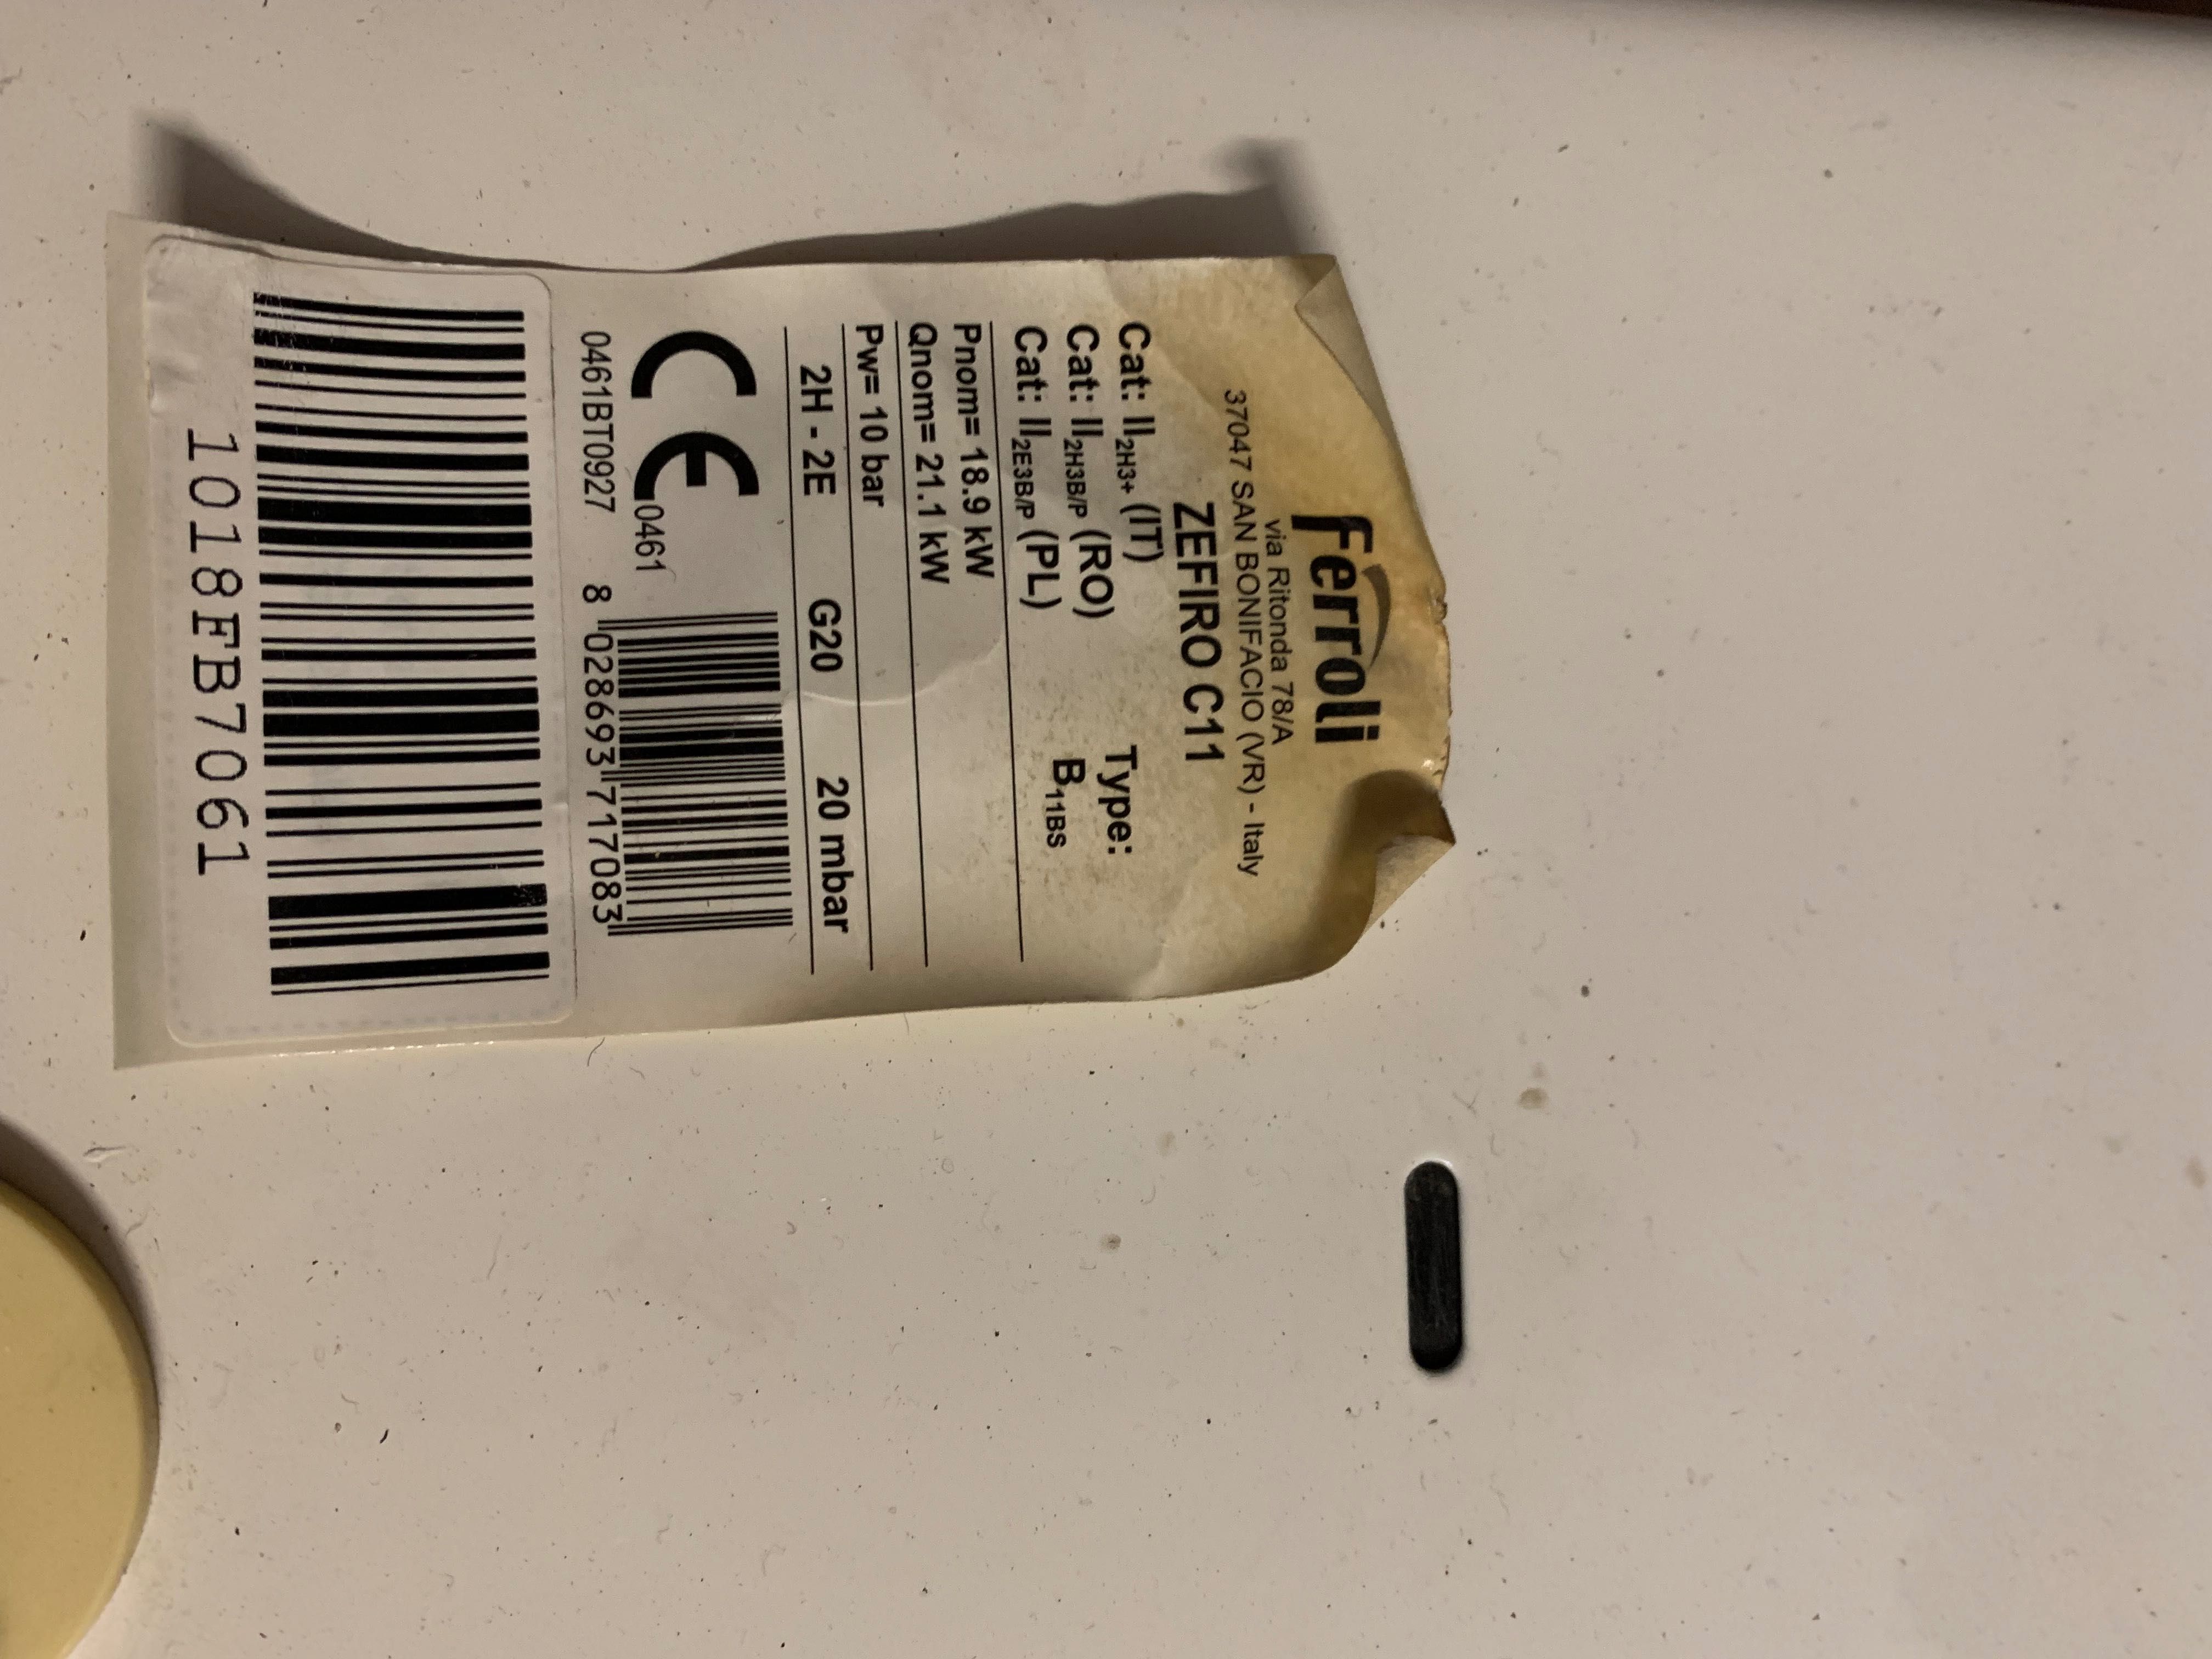 ferroli
via Ritonda 78/A
37047 SAN BONIFACIO (VR) - Italy
ZEFIRO C11
Cat: II2H3+ (IT) Type:
Cat: II2H3B/P (RO) B11BS
Cat: II2E3B/P (PL)
Pnom= 18.9 kW
Qnom= 21.1 kW
Pw= 10 bar
2H - 2E G20 20 mbar
CE 0461
0461BT0927 8 028693 717083
1018FB7061